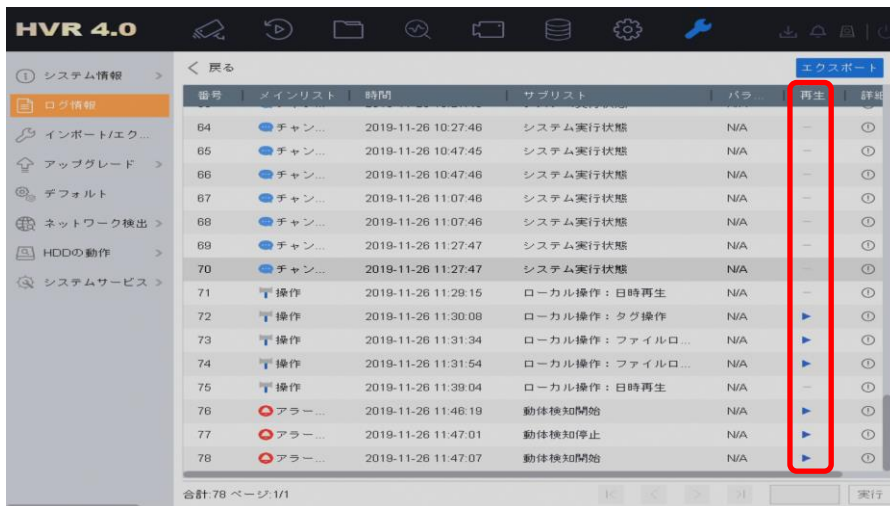 HVR 4.0
システム情報 >
ログ情報
インポート/エク...
アップグレード >
デフォルト
ネットワーク検出 >
HDDの動作 >
システムサービス >
< 戻る
エクスポート
番号 メインリスト 時間 サブリスト パラ... 再生 詳細
64 チャン... 2019-11-26 10:27:46 システム実行状態 N/A —
65 チャン... 2019-11-26 10:47:45 システム実行状態 N/A —
66 チャン... 2019-11-26 10:47:46 システム実行状態 N/A —
67 チャン... 2019-11-26 11:07:46 システム実行状態 N/A —
68 チャン... 2019-11-26 11:07:46 システム実行状態 N/A —
69 チャン... 2019-11-26 11:27:47 システム実行状態 N/A —
70 チャン... 2019-11-26 11:27:47 システム実行状態 N/A —
71 操作 2019-11-26 11:29:15 ローカル操作：日時再生 N/A —
72 操作 2019-11-26 11:30:08 ローカル操作：タグ操作 N/A
73 操作 2019-11-26 11:31:34 ローカル操作：ファイルロ... N/A
74 操作 2019-11-26 11:31:54 ローカル操作：ファイルロ... N/A
75 操作 2019-11-26 11:39:04 ローカル操作：日時再生 N/A —
76 アラー... 2019-11-26 11:46:19 動体検知開始 N/A
77 アラー... 2019-11-26 11:47:01 動体検知停止 N/A
78 アラー... 2019-11-26 11:47:07 動体検知開始 N/A
合計:78 ページ:1/1
実行